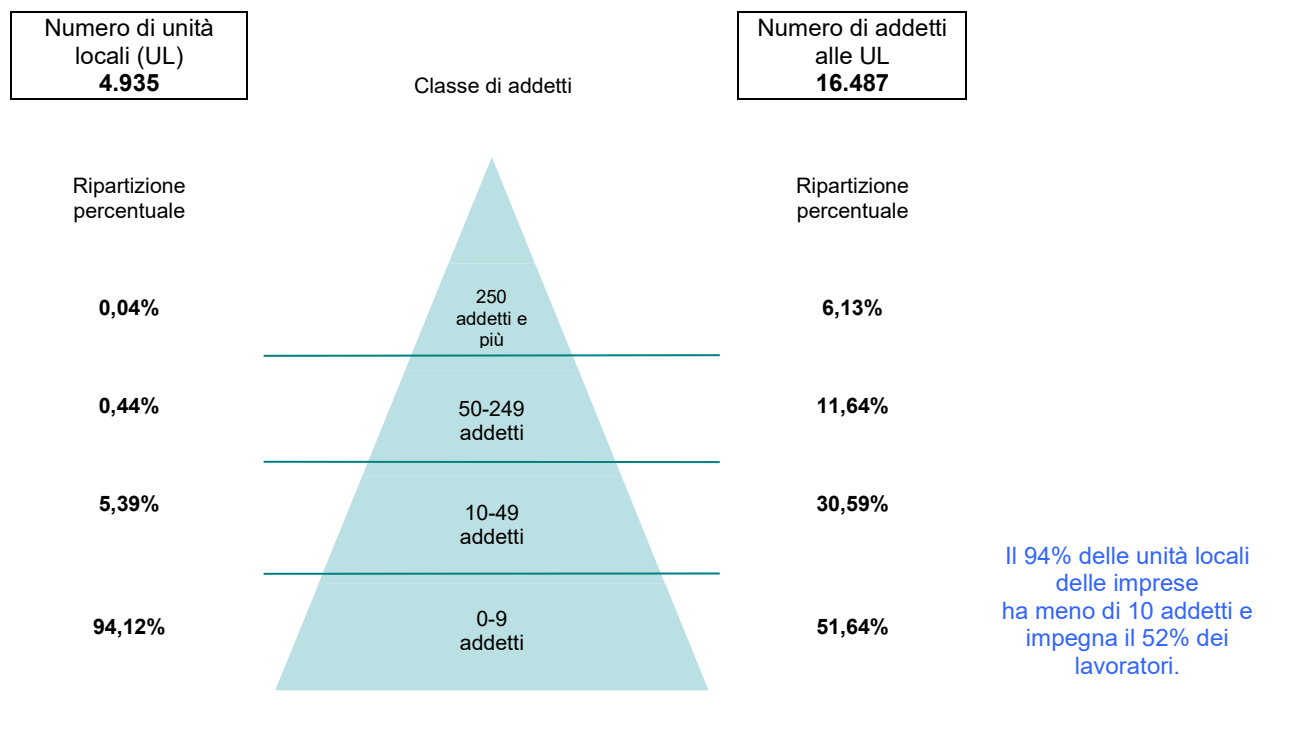 Numero di unità
locali (UL)
4.935
Classe di addetti
Numero di addetti
alle UL
16.487
Ripartizione
percentuale
Ripartizione
percentuale
0,04%
250
addetti e
più
6,13%
0,44%
50-249
addetti
11,64%
5,39%
10-49
addetti
30,59%
94,12%
0-9
addetti
51,64%
Il 94% delle unità locali
delle imprese
ha meno di 10 addetti e
impegna il 52% dei
lavoratori.